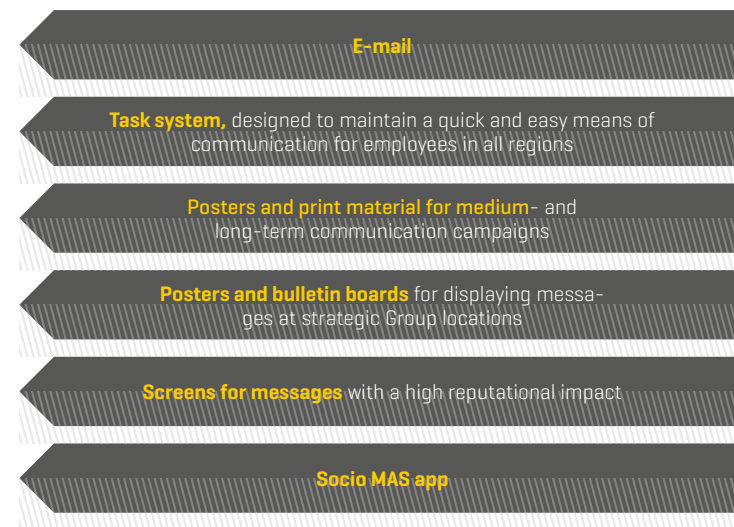 E-mail
Task system, designed to maintain a quick and easy means of
communication for employees in all regions
Posters and print material for medium- and
long-term communication campaigns
Posters and bulletin boards for displaying messa-
ges at strategic Group locations
Screens for messages with a high reputational impact
Socio MAS app